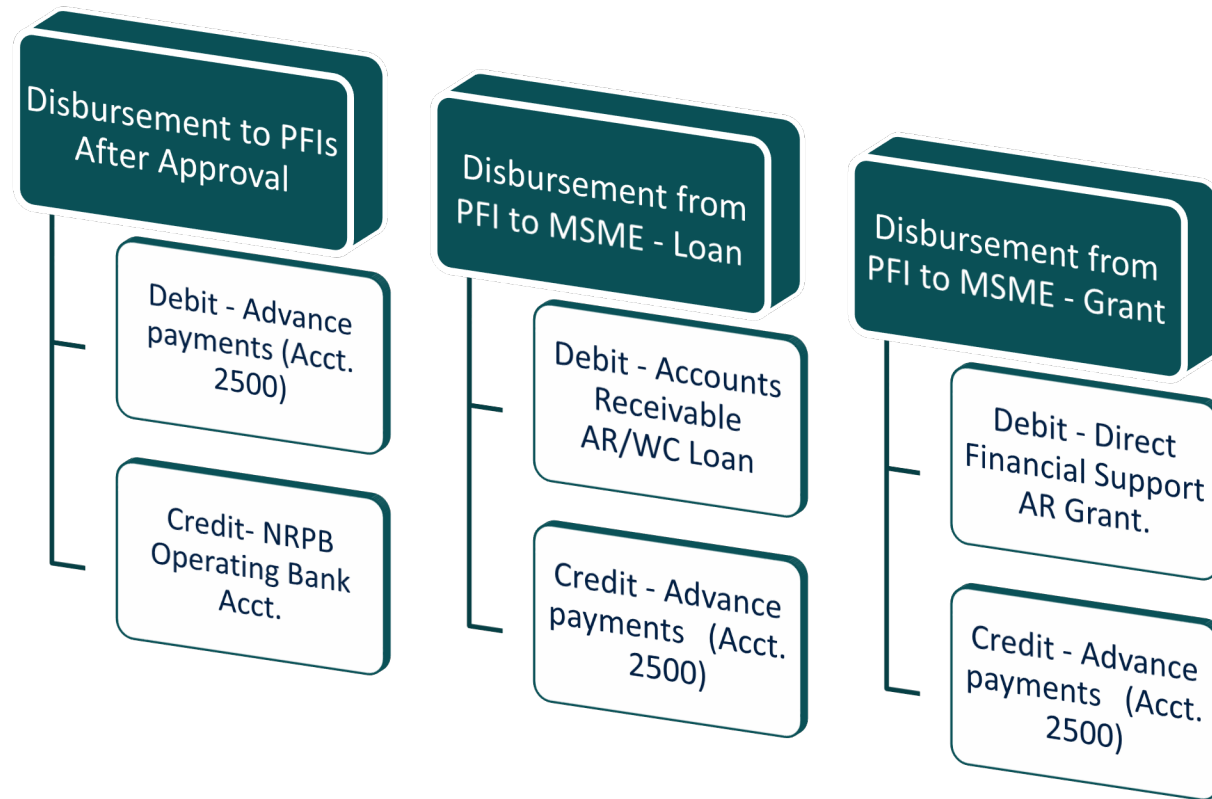 Disbursement to PFIs
After Approval
Debit - Advance
payments (Acct.
2500)
Credit- NRPB
Operating Bank
Acct.
Disbursement from
PFI to MSME - Loan
Debit - Accounts
Receivable
AR/WC Loan
Credit - Advance
payments (Acct.
2500)
Disbursement from
PFI to MSME - Grant
Debit - Direct
Financial Support
AR Grant.
Credit - Advance
payments (Acct.
2500)